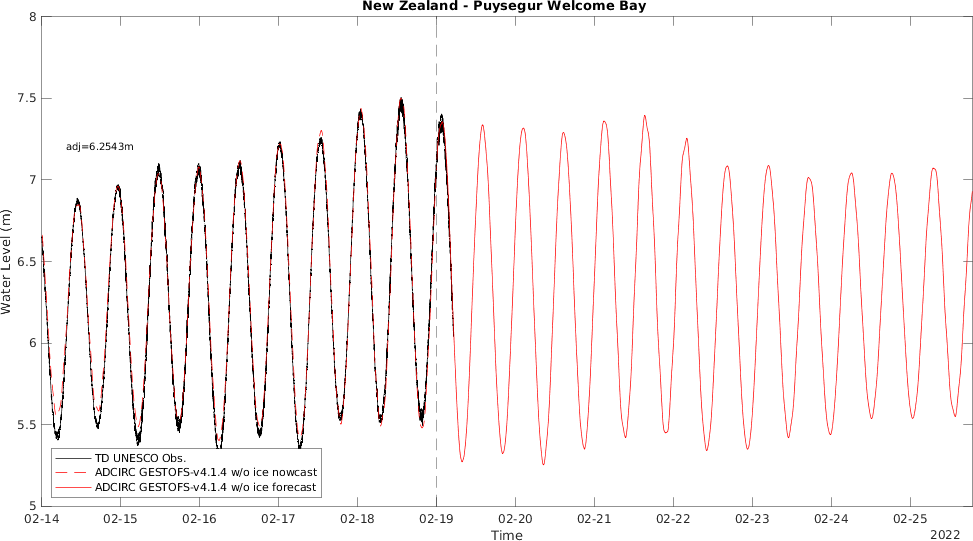 New Zealand - Puysegur Welcome Bay
8
7.5
7
6.5
6
5.5
5
Water Level (m)
adj=6.2543m
TD UNESCO Obs.
ADCIRC GESTOFS-v4.1.4 w/o ice nowcast
ADCIRC GESTOFS-v4.1.4 w/o ice forecast
02-14 02-15 02-16 02-17 02-18 02-19 02-20 02-21 02-22 02-23 02-24 02-25
Time
2022